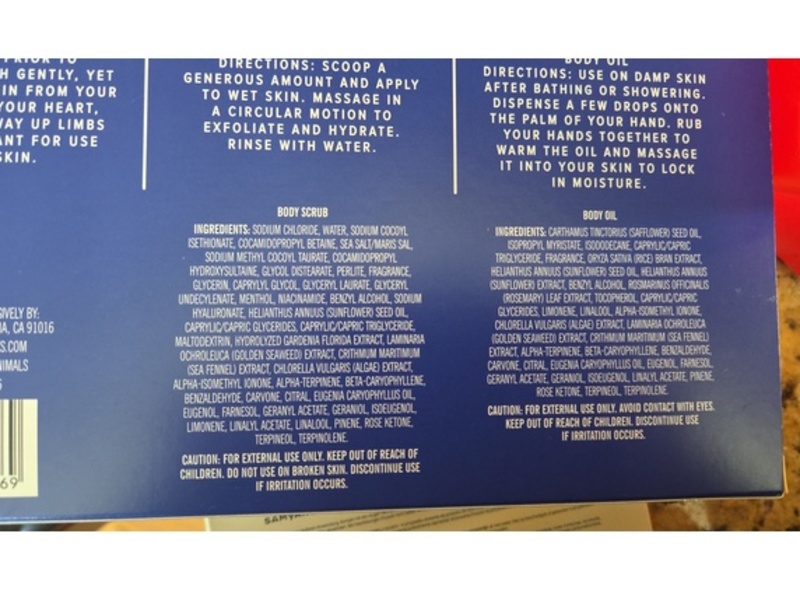 PRIOR TO
H GENTLY, YET
IN FROM YOUR
YOUR HEART,
WAY UP LIMBS
ANT FOR USE
SKIN.
DIRECTIONS: SCOOP A
GENEROUS AMOUNT AND APPLY
TO WET SKIN. MASSAGE IN
A CIRCULAR MOTION TO
EXFOLIATE AND HYDRATE.
RINSE WITH WATER.
BODY OIL
DIRECTIONS: USE ON DAMP SKIN
AFTER BATHING OR SHOWERING.
DISPENSE A FEW DROPS ONTO
THE PALM OF YOUR HAND. RUB
YOUR HANDS TOGETHER TO
WARM THE OIL AND MASSAGE
IT INTO YOUR SKIN TO LOCK
IN MOISTURE.
BODY SCRUB
INGREDIENTS: SODIUM CHLORIDE, WATER, SODIUM COCOYL
ISETHIONATE, COCAMIDOPROPYL BETAINE, SEA SALT/MARIS SAL,
SODIUM METHYL COCOYL TAURATE, COCAMIDOPROPYL
HYDROXYSULTAINE, GLYCOL DISTEARATE, PERLITE, FRAGRANCE,
GLYCERIN, CAPRYLYL GLYCOL, GLYCERYL LAURATE, GLYCERYL
UNDECYLENATE, MENTHOL, NIACINAMIDE, BENZYL ALCOHOL, SODIUM
HYALURONATE, HELIANTHUS ANNUUS (SUNFLOWER) SEED OIL,
CAPRYLIC/CAPRIC GLYCERIDES, CAPRYLIC/CAPRIC TRIGLYCERIDE,
MALTODEXTRIN, HYDROLYZED GARDENIA FLORIDA EXTRACT, LAMINARIA
OCHROLEUCA (GOLDEN SEAWEED) EXTRACT, CRITHMUM MARITIMUM
(SEA FENNEL) EXTRACT, CHLORELLA VULGARIS (ALGAE) EXTRACT,
ALPHA-ISOMETHYL IONONE, ALPHA-TERPINENE, BETA-CARYOPHYLLENE,
BENZALDEHYDE, CARVONE, CITRAL, EUGENIA CARYOPHYLLUS OIL,
EUGENOL, FARNESOL, GERANYL ACETATE, GERANIOL, ISOEUGENOL,
LIMONENE, LINALYL ACETATE, LINALOOL, PINENE, ROSE KETONE,
TERPINEOL, TERPINOLENE.
CAUTION: FOR EXTERNAL USE ONLY. KEEP OUT OF REACH OF
CHILDREN. DO NOT USE ON BROKEN SKIN. DISCONTINUE USE
IF IRRITATION OCCURS.
BODY OIL
INGREDIENTS: CARTHAMUS TINCTORIUS (SAFFLOWER) SEED OIL,
ISOPROPYL MYRISTATE, ISODODECANE, CAPRYLIC/CAPRIC
TRIGLYCERIDE, FRAGRANCE, ORYZA SATIVA (RICE) BRAN EXTRACT,
HELIANTHUS ANNUUS (SUNFLOWER) SEED OIL, HELIANTHUS ANNUUS
(SUNFLOWER) EXTRACT, BENZYL ALCOHOL, ROSMARINUS OFFICINALIS
(ROSEMARY) LEAF EXTRACT, TOCOPHEROL, CAPRYLIC/CAPRIC
GLYCERIDES, LIMONENE, LINALOOL, ALPHA-ISOMETHYL IONONE,
CHLORELLA VULGARIS (ALGAE) EXTRACT, LAMINARIA OCHROLEUCA
(GOLDEN SEAWEED) EXTRACT, CRITHMUM MARITIMUM (SEA FENNEL)
EXTRACT, ALPHA-TERPINENE, BETA-CARYOPHYLLENE, BENZALDEHYDE,
CARVONE, CITRAL, EUGENIA CARYOPHYLLUS OIL, EUGENOL, FARNESOL,
GERANYL ACETATE, GERANIOL, ISOEUGENOL, LINALYL ACETATE, PINENE,
ROSE KETONE, TERPINEOL, TERPINOLENE.
CAUTION: FOR EXTERNAL USE ONLY. AVOID CONTACT WITH EYES.
KEEP OUT OF REACH OF CHILDREN. DISCONTINUE USE
IF IRRITATION OCCURS.
SIVELY BY:
IA, CA 91016
S.COM
NIMALS
69